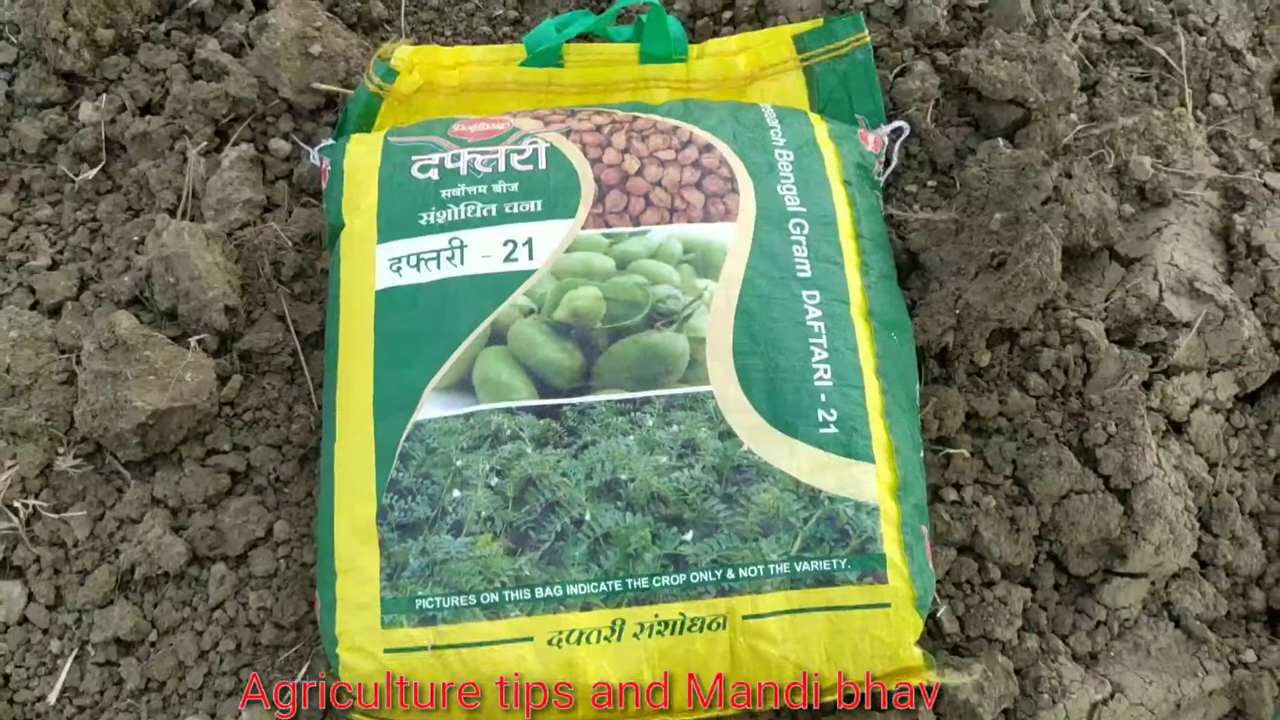 Daftari
दफ्तरी
सर्वोत्तम बीज
संशोधित चना
दफ्तरी - 21
Bengal Gram DAFTARI - 21
PICTURES ON THIS BAG INDICATE THE CROP ONLY & NOT THE VARIETY.
दफ्तरी संशोधन
Agriculture tips and Mandi bhav